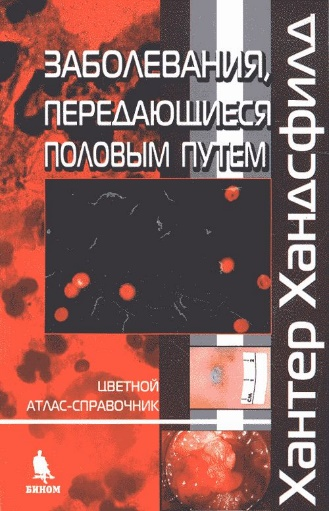 ЗАБОЛЕВАНИЯ,
ПЕРЕДАЮЩИЕСЯ
ПОЛОВЫМ ПУТЕМ
Хантер Хандсфилд
ЦВЕТНОЙ
АТЛАС-СПРАВОЧНИК
БИНОМ